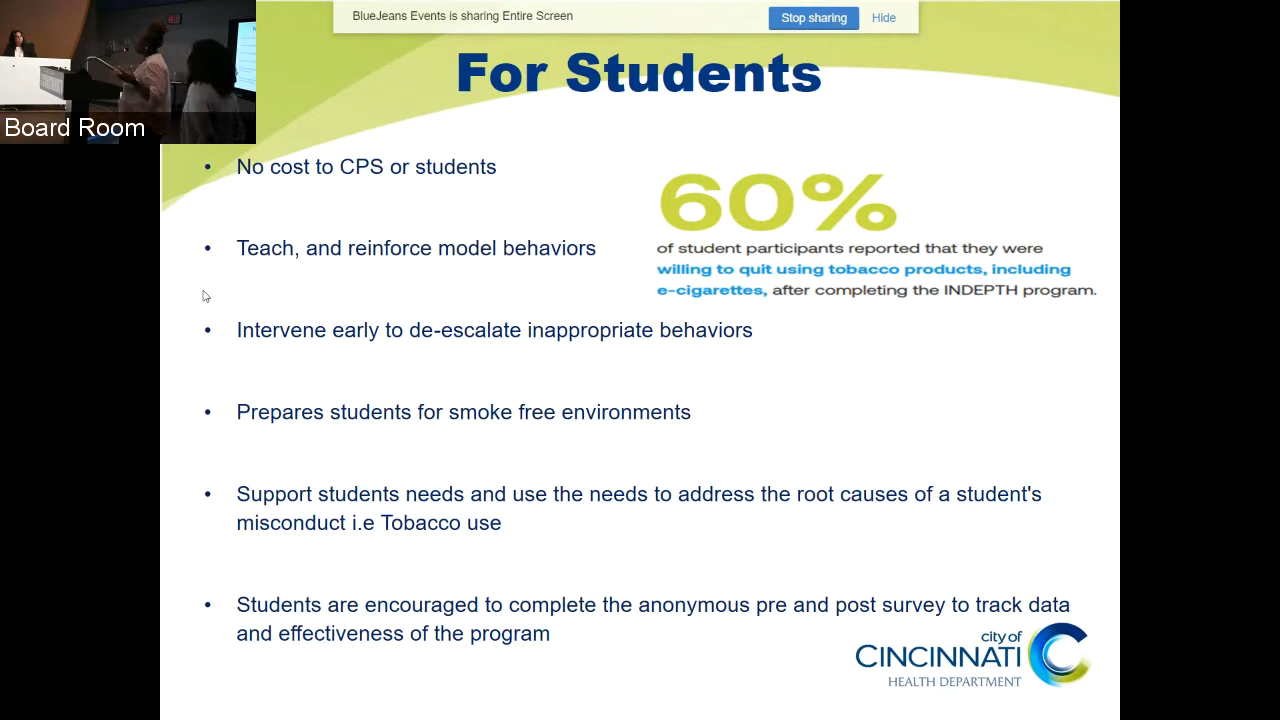 BlueJeans Events is sharing Entire Screen
Stop sharing
Hide
Board Room
For Students
• No cost to CPS or students
60%
of student participants reported that they were
willing to quit using tobacco products, including
e-cigarettes, after completing the INDEPTH program.
• Teach, and reinforce model behaviors
• Intervene early to de-escalate inappropriate behaviors
• Prepares students for smoke free environments
• Support students needs and use the needs to address the root causes of a student's
misconduct i.e Tobacco use
• Students are encouraged to complete the anonymous pre and post survey to track data
and effectiveness of the program
city of
CINCINNATI
HEALTH DEPARTMENT